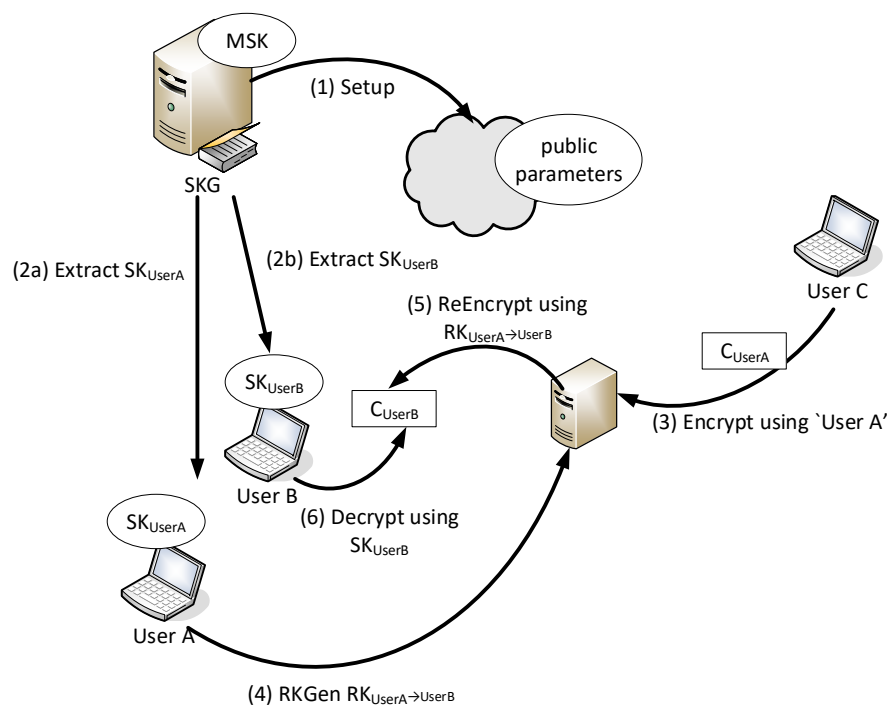 MSK
(1) Setup
public
parameters
SKG
(2a) Extract SKUserA
(2b) Extract SKUserB
User C
(5) ReEncrypt using
RKUserA→UserB
CUserA
SKUserB
CUserB
(3) Encrypt using `User A'
User B
(6) Decrypt using
SKUserB
SKUserA
User A
(4) RKGen RKUserA→UserB